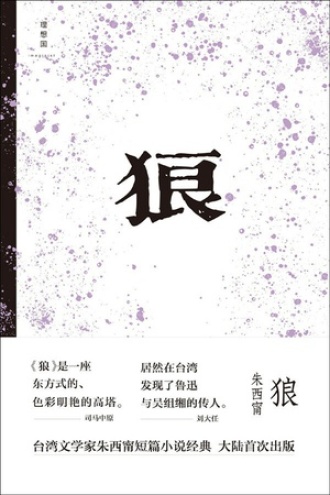 理想国
imaginist
狼
《狼》是一座
东方式的、
色彩明艳的高塔。
——司马中原
居然在台湾
发现了鲁迅
与吴组缃的传人。
——刘大任
狼
朱西甯
台湾文学家朱西甯短篇小说经典 大陆首次出版